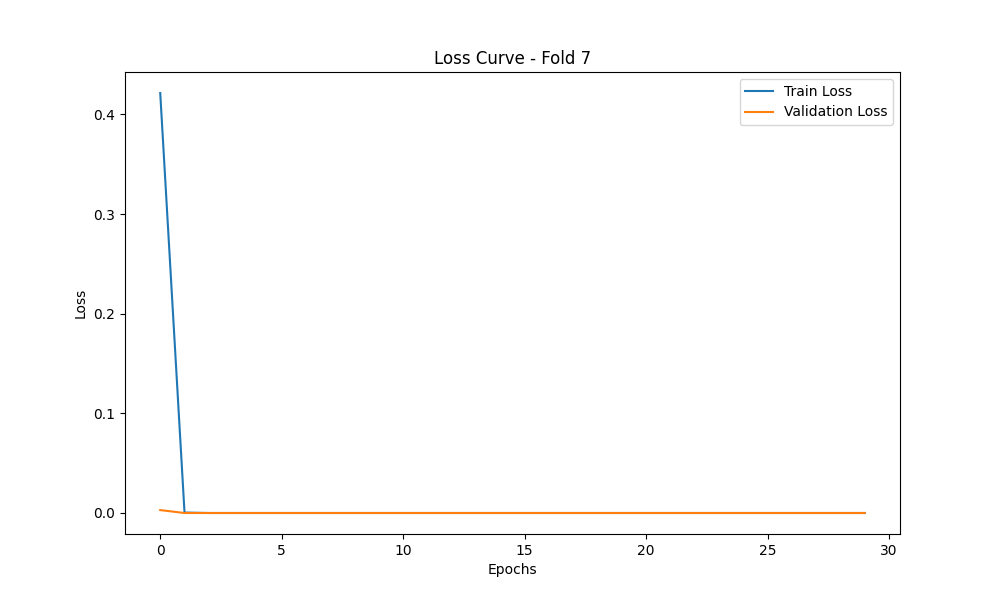 Loss Curve - Fold 7
Train Loss
Validation Loss
0.4
0.3
0.2
0.1
0.0
Loss
0 5 10 15 20 25 30
Epochs